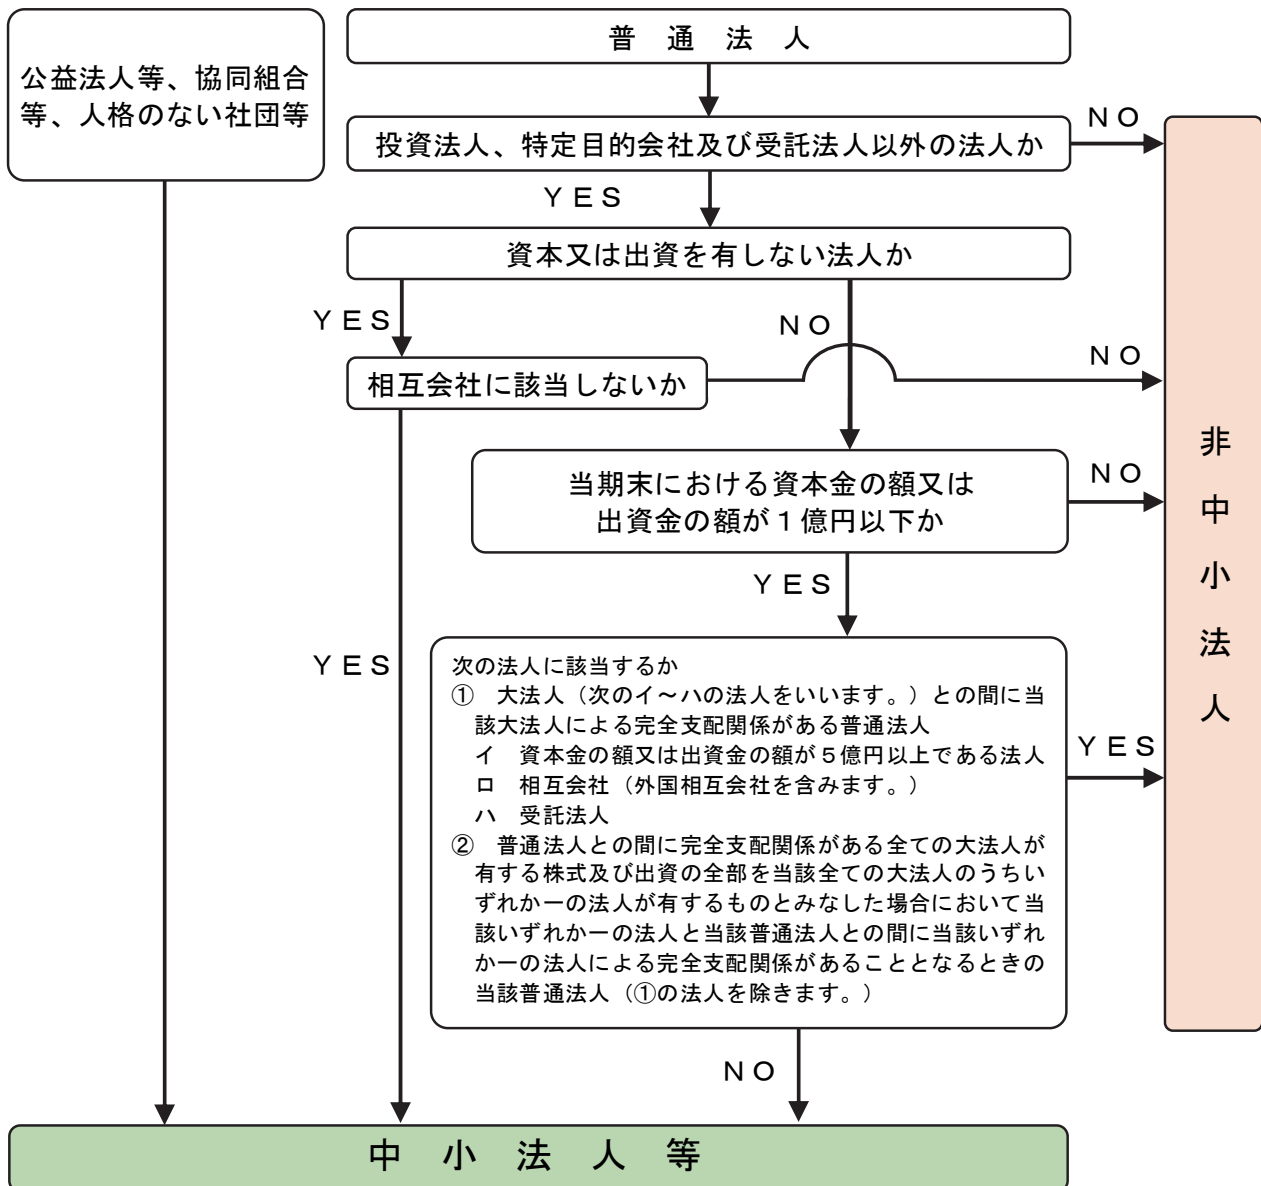 公益法人等、協同組合
等、人格のない社団等
普通法人
投資法人、特定目的会社及び受託法人以外の法人か
NO
YES
資本又は出資を有しない法人か
YES
NO
相互会社に該当しないか
NO
当期末における資本金の額又は
出資金の額が1億円以下か
NO
YES
YES
次の法人に該当するか
① 大法人(次のイ~ハの法人をいいます。)との間に当
該大法人による完全支配関係がある普通法人
イ 資本金の額又は出資金の額が5億円以上である法人
ロ 相互会社(外国相互会社を含みます。)
ハ 受託法人
② 普通法人との間に完全支配関係がある全ての大法人が
有する株式及び出資の全部を当該全ての大法人のうちい
ずれか一の法人が有するものとみなした場合において当
該いずれか一の法人と当該普通法人との間に当該いずれ
か一の法人による完全支配関係があることとなるときの
当該普通法人(①の法人を除きます。)
YES
NO
非中小法人
中小法人等